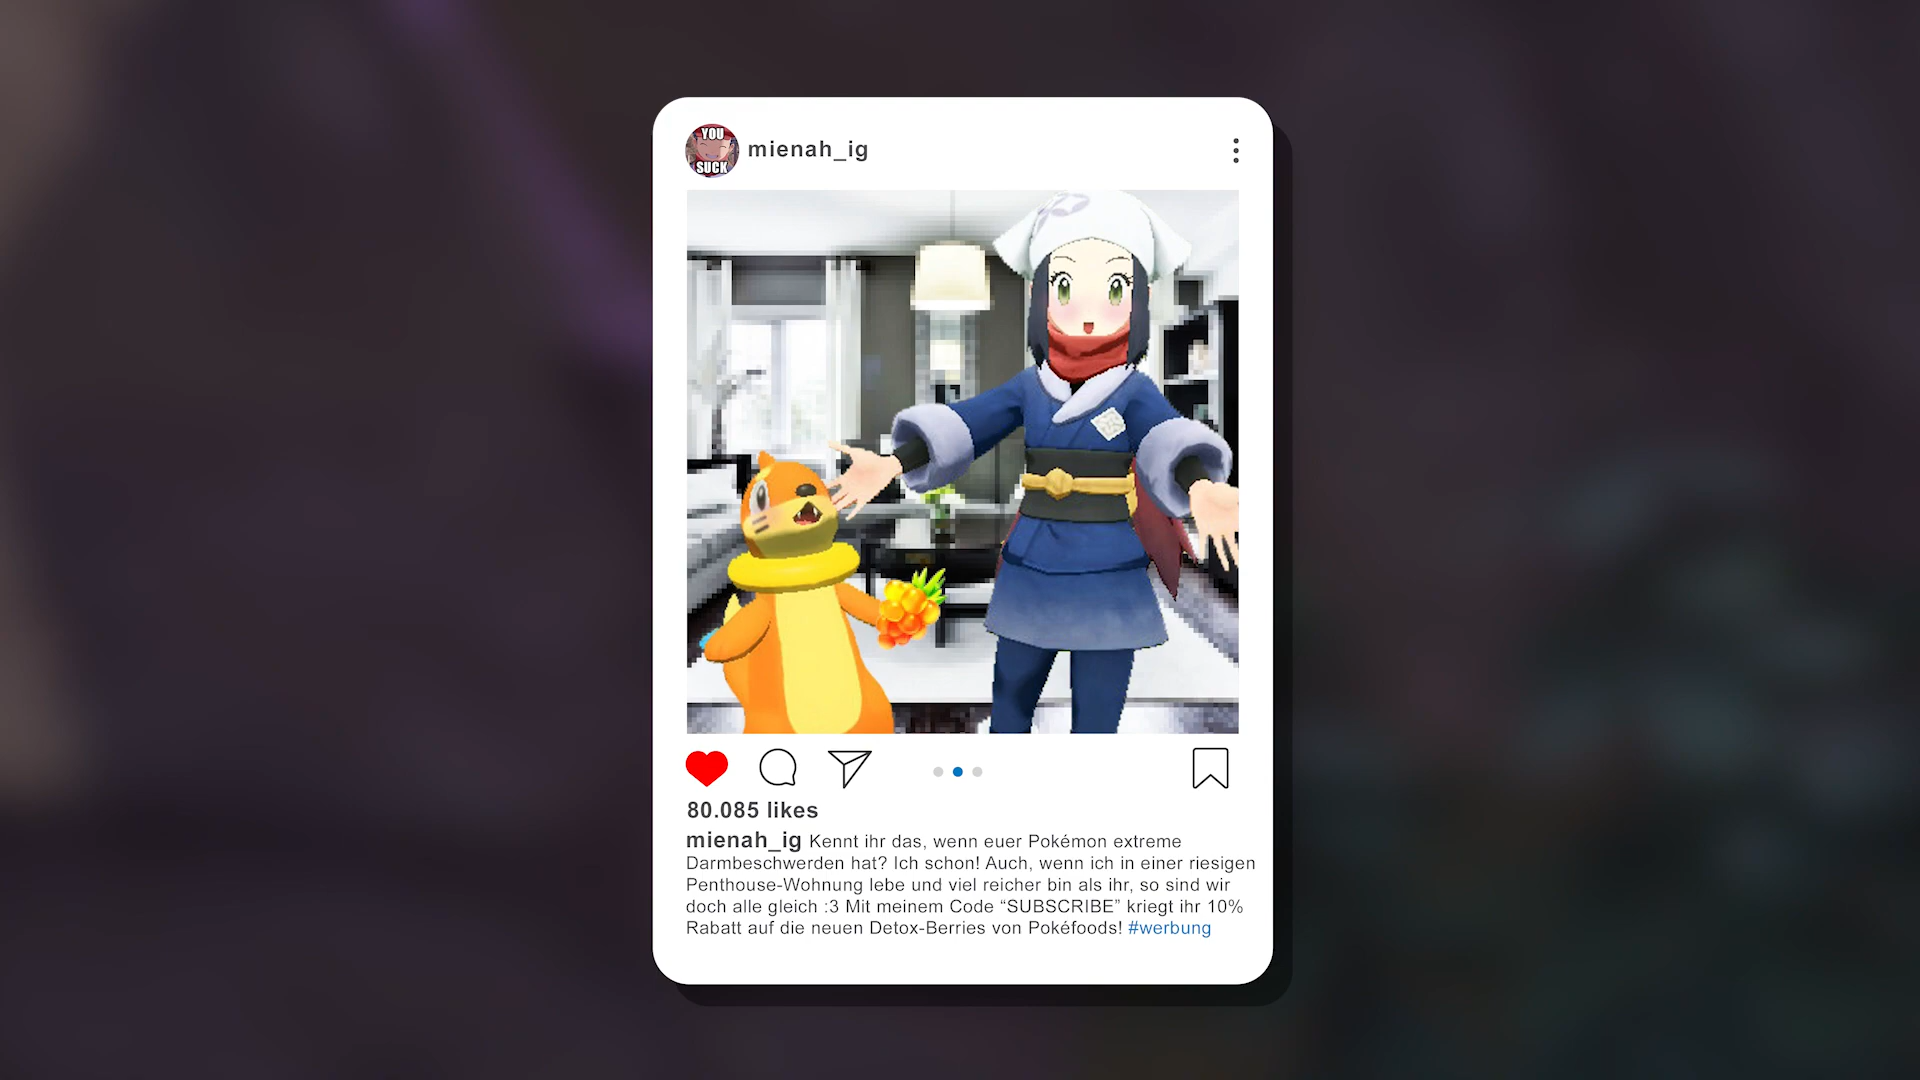 YOU
SUCK
mienah_ig
80.085 likes
mienah_ig Kennt ihr das, wenn euer Pokémon extreme
Darmbeschwerden hat? Ich schon! Auch, wenn ich in einer riesigen
Penthouse-Wohnung lebe und viel reicher bin als ihr, so sind wir
doch alle gleich :3 Mit meinem Code “SUBSCRIBE” kriegt ihr 10%
Rabatt auf die neuen Detox-Berries von Pokéfoods! #werbung